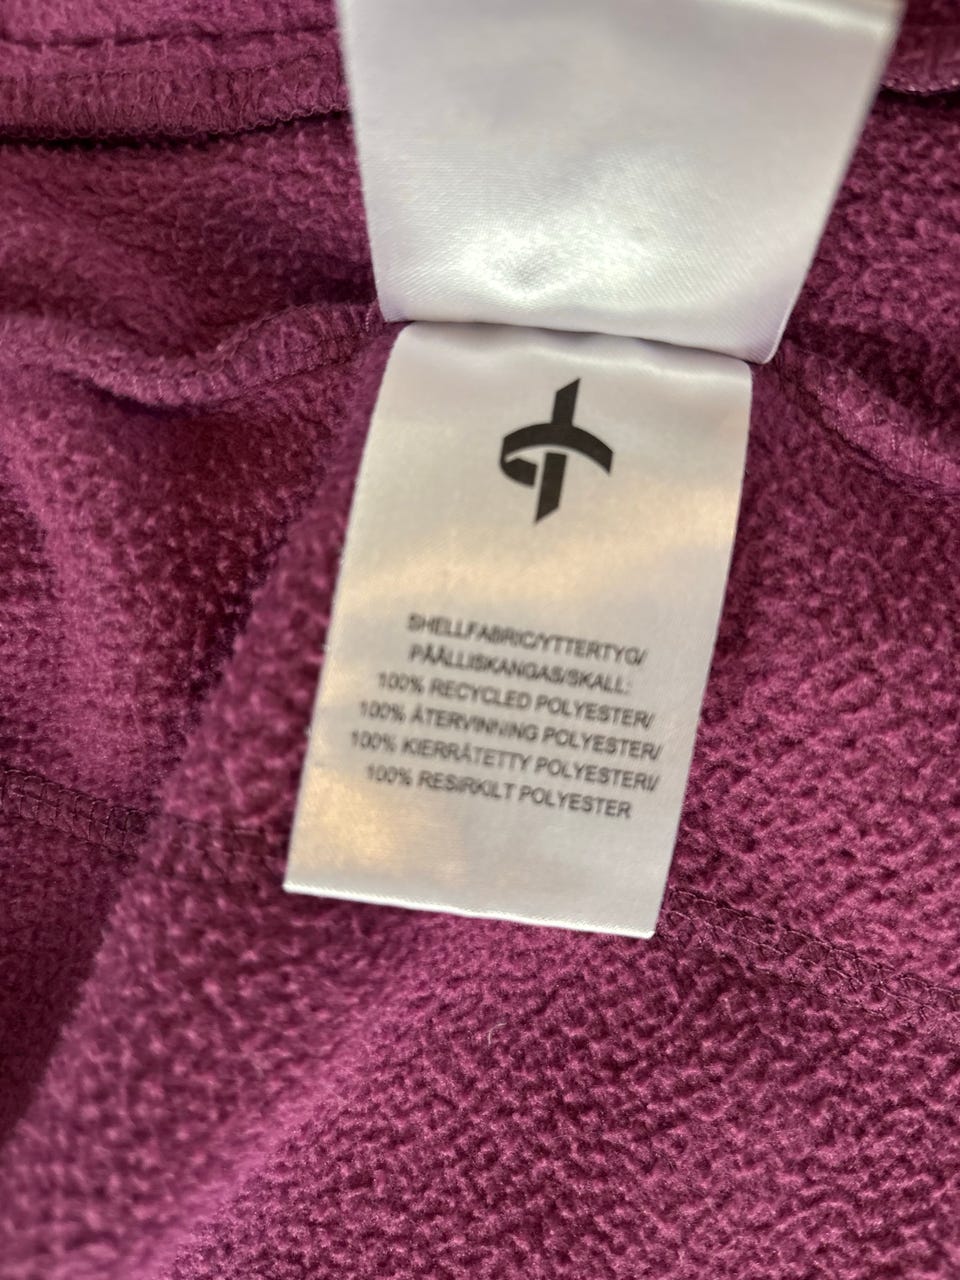 SHELLFABRIC/YTTERTYG/
PÄÄLLISKANGAS/SKALL:
100% RECYCLED POLYESTER/
100% ÅTERVINNING POLYESTER/
100% KIERRÄTETTY POLYESTERI/
100% RESIRKILT POLYESTER